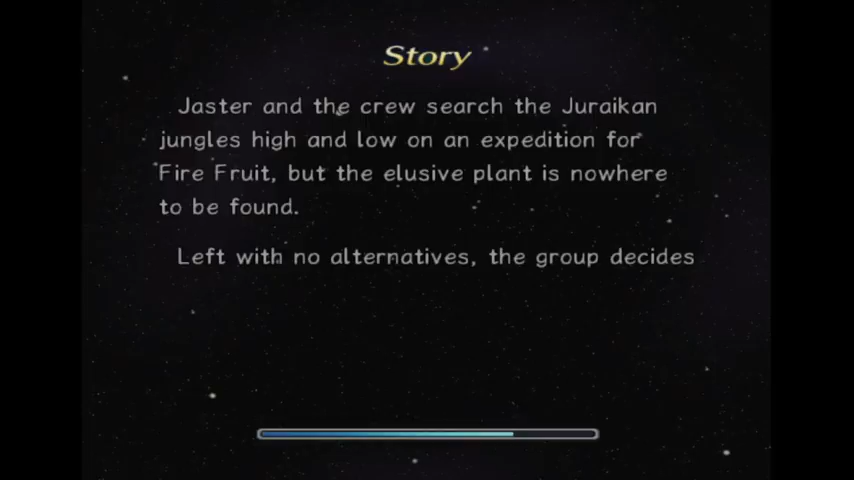 Story
Jaster and the crew search the Juraikan
jungles high and low on an expedition for
Fire Fruit, but the elusive plant is nowhere
to be found.
Left with no alternatives, the group decides